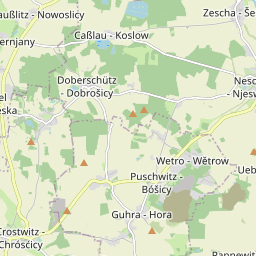 außlitz -
Nowoslicy
Zescha - Še
ernjany
Caßlau - Koslow
Doberschütz
- Dobrošicy
Nesc
- Njesw
el
eska
Wetro - Wětrow
Puschwitz -
Bóšicy
Ueb
Guhra - Hora
Crostwitz -
Chrósćicy
Rannewit